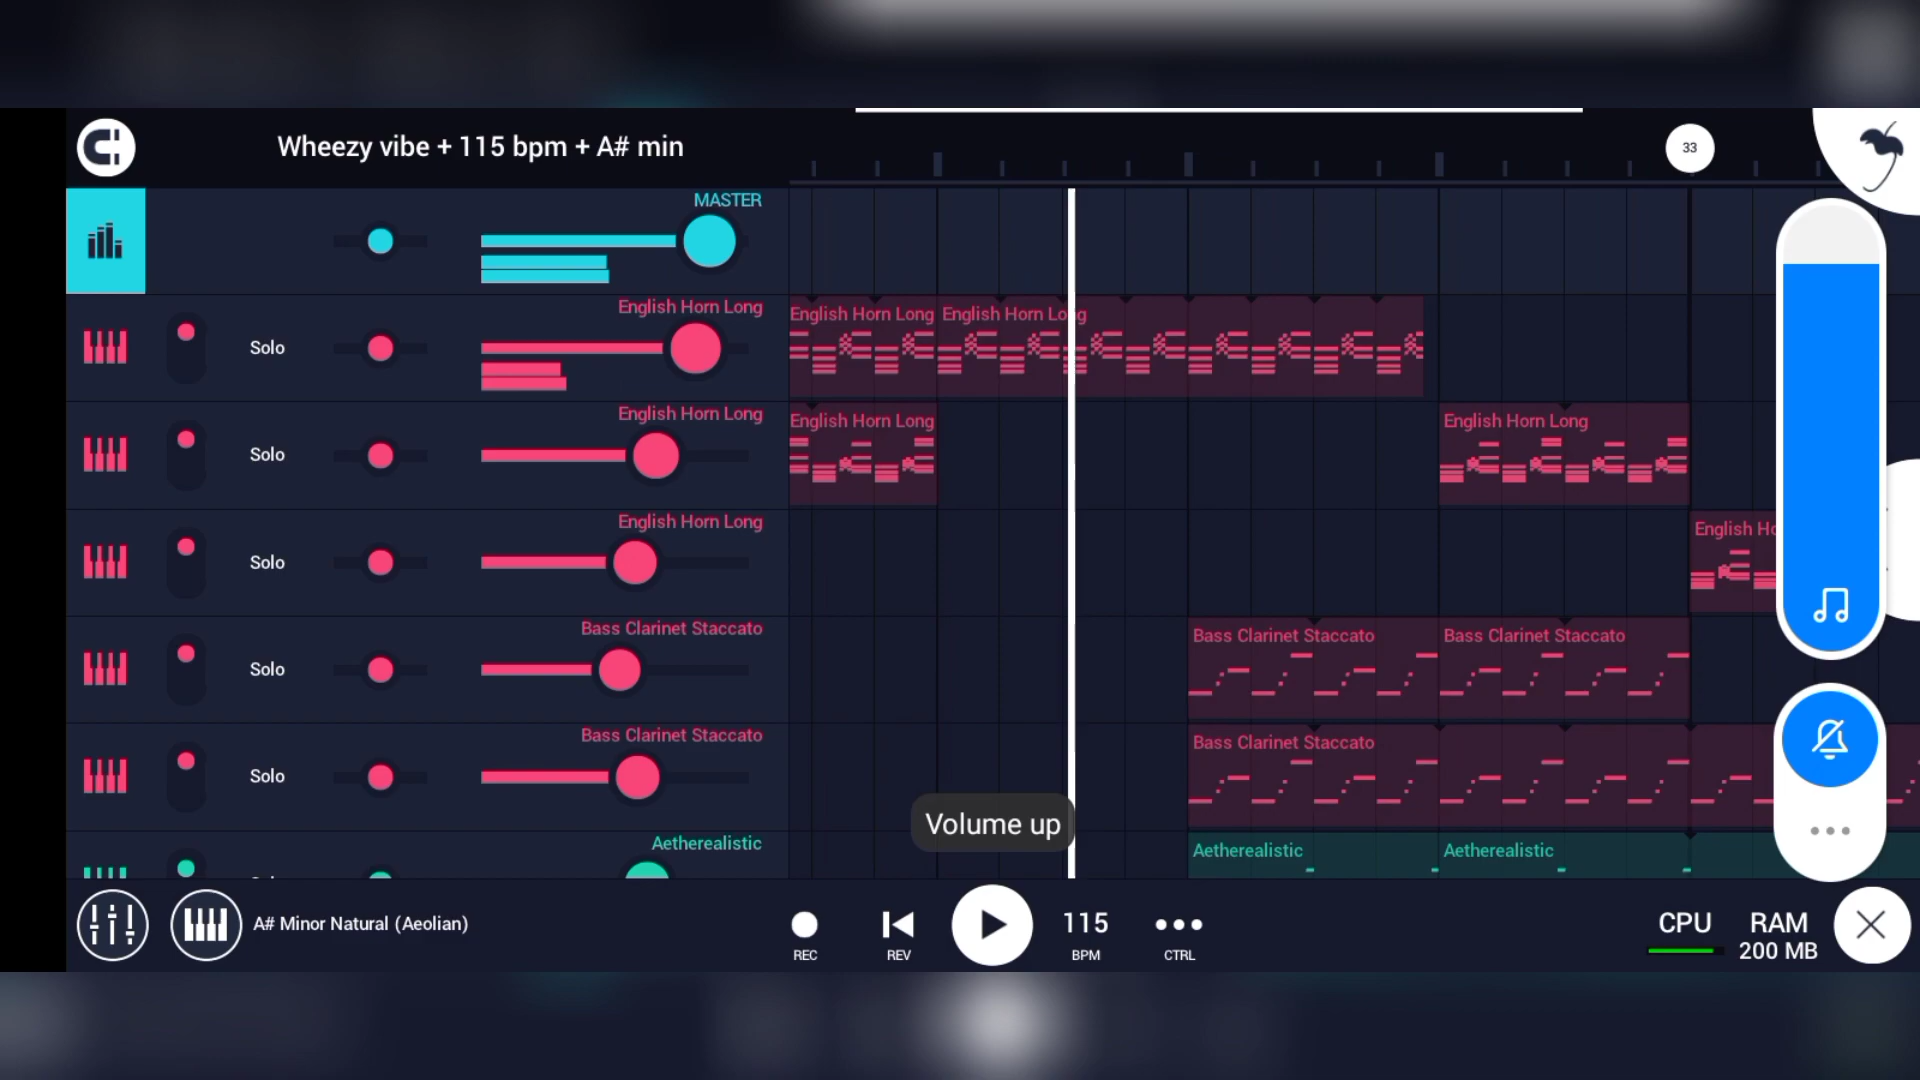 Wheezy vibe + 115 bpm + A# min
33
MASTER
English Horn Long
Solo
English Horn Long
English Horn Long
English Horn Long
Solo
English Horn Long
English Horn Long
English Horn Long
Solo
English Ho
Bass Clarinet Staccato
Solo
Bass Clarinet Staccato
Bass Clarinet Staccato
Bass Clarinet Staccato
Solo
Bass Clarinet Staccato
Volume up
Aetherealistic
Aetherealistic
Aetherealistic
A# Minor Natural (Aeolian)
REC
REV
115
BPM
CTRL
CPU
RAM
200 MB